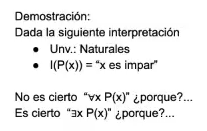 Demostración:
Dada la siguiente interpretación
● Unv.: Naturales
● I(P(x)) = “x es impar”
No es cierto “∀x P(x)” ¿porque?...
Es cierto “∃x P(x)” ¿porque?...